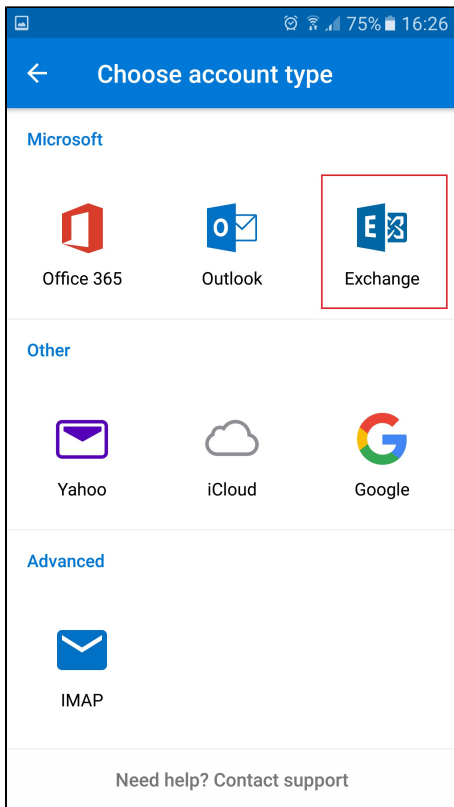 75% 16:26
Choose account type
Microsoft
Office 365 Outlook Exchange
Other
Yahoo iCloud Google
Advanced
IMAP
Need help? Contact support